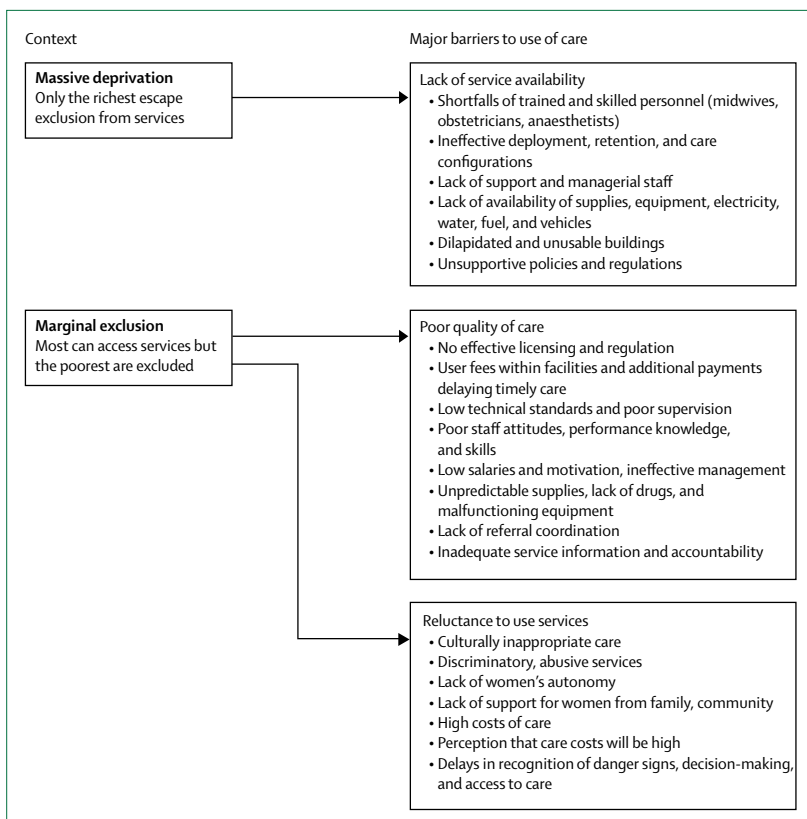 Context
Major barriers to use of care
Massive deprivation
Only the richest escape
exclusion from services
Lack of service availability
• Shortfalls of trained and skilled personnel (midwives,
obstetricians, anaesthetists)
• Ineffective deployment, retention, and care
configurations
• Lack of support and managerial staff
• Lack of availability of supplies, equipment, electricity,
water, fuel, and vehicles
• Dilapidated and unusable buildings
• Unsupportive policies and regulations
Marginal exclusion
Most can access services but
the poorest are excluded
Poor quality of care
• No effective licensing and regulation
• User fees within facilities and additional payments
delaying timely care
• Low technical standards and poor supervision
• Poor staff attitudes, performance knowledge,
and skills
• Low salaries and motivation, ineffective management
• Unpredictable supplies, lack of drugs, and
malfunctioning equipment
• Lack of referral coordination
• Inadequate service information and accountability
Reluctance to use services
• Culturally inappropriate care
• Discriminatory, abusive services
• Lack of women's autonomy
• Lack of support for women from family, community
• High costs of care
• Perception that care costs will be high
• Delays in recognition of danger signs, decision-making,
and access to care